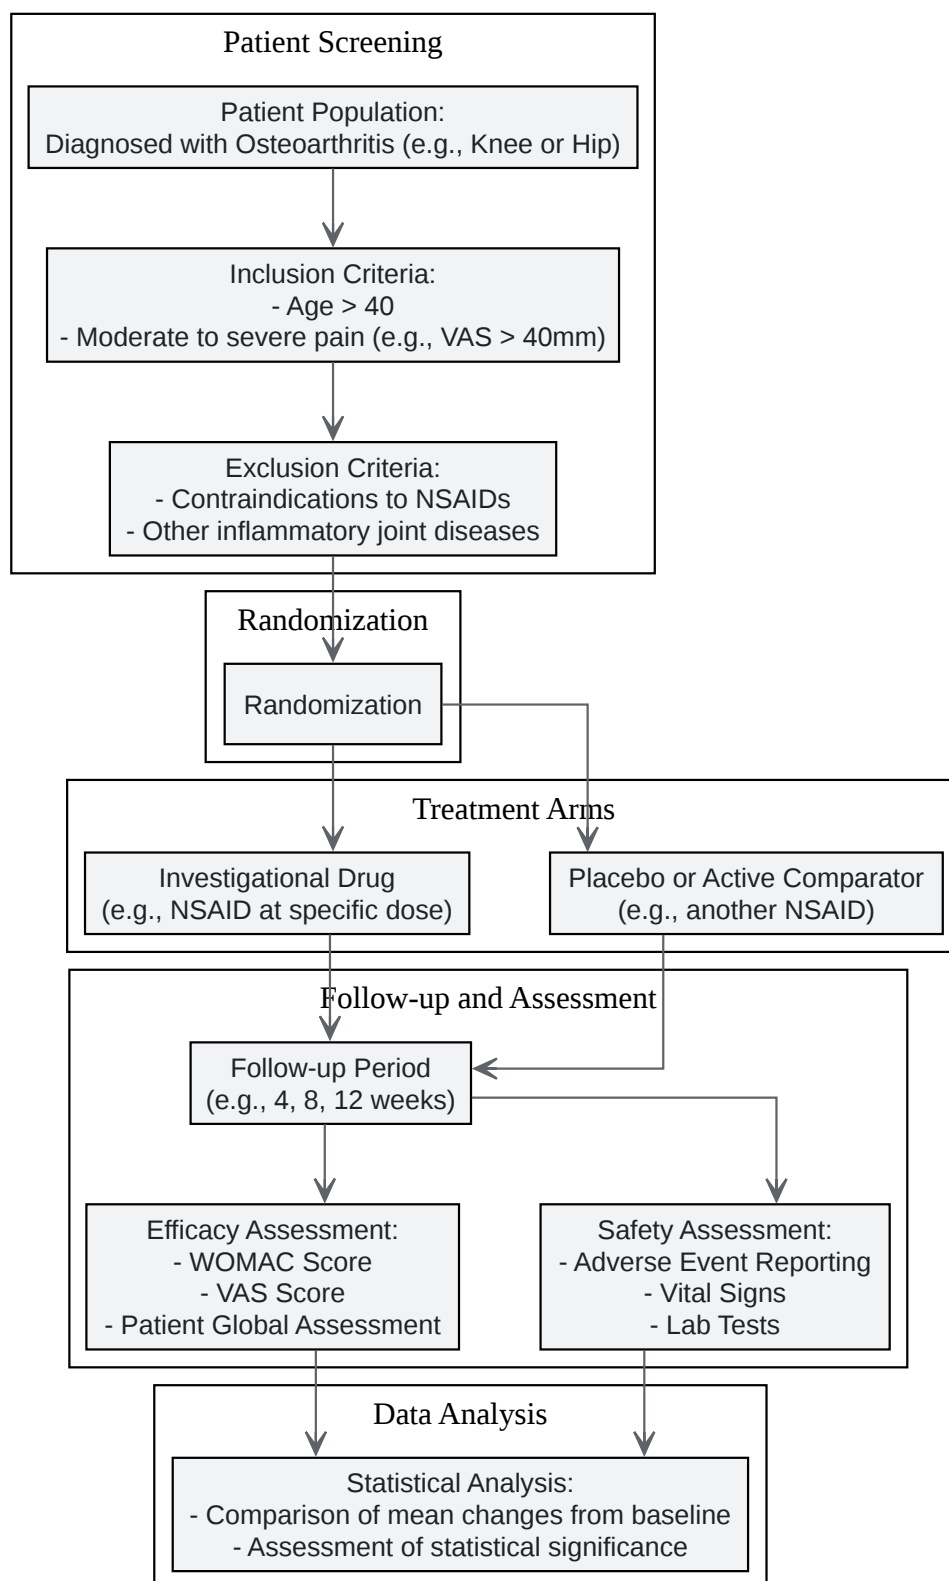 Patient Screening
Patient Population:
Diagnosed with Osteoarthritis (e.g., Knee or Hip)
Inclusion Criteria:
- Age > 40
- Moderate to severe pain (e.g., VAS > 40mm)
Exclusion Criteria:
- Contraindications to NSAIDs
- Other inflammatory joint diseases
Randomization
Randomization
Treatment Arms
Investigational Drug
(e.g., NSAID at specific dose)
Placebo or Active Comparator
(e.g., another NSAID)
Follow-up and Assessment
Follow-up Period
(e.g., 4, 8, 12 weeks)
Efficacy Assessment:
- WOMAC Score
- VAS Score
- Patient Global Assessment
Safety Assessment:
- Adverse Event Reporting
- Vital Signs
- Lab Tests
Data Analysis
Statistical Analysis:
- Comparison of mean changes from baseline
- Assessment of statistical significance